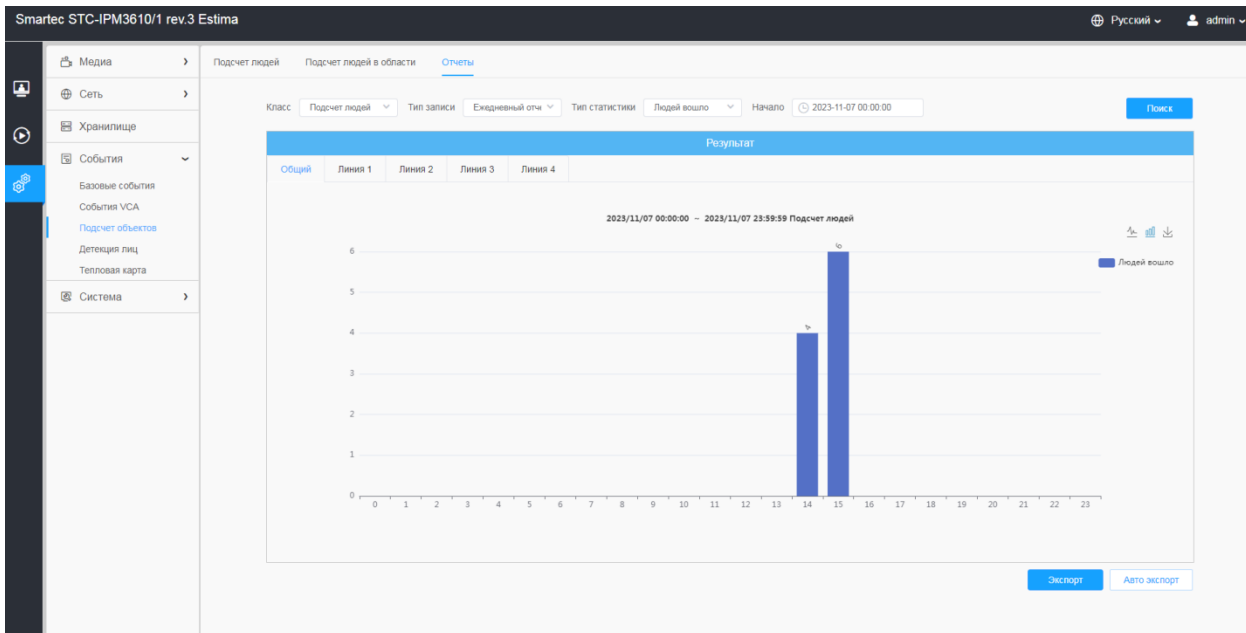 Smartec STC-IPM3610/1 rev.3 Estima
Русский
admin
Медиа
Сеть
Хранилище
События
Базовые события
События VCA
Подсчет объектов
Детекция лиц
Тепловая карта
Система
Подсчет людей Подсчет людей в области Отчеты
Класс Подсчет людей Тип записи Ежедневный отче Тип статистики Людей вошло Начало 2023-11-07 00:00:00 Поиск
Результат
Общий Линия 1 Линия 2 Линия 3 Линия 4
2023/11/07 00:00:00 ~ 2023/11/07 23:59:59 Подсчет людей
Людей вошло
6
5
4
3
2
1
0
4
6
0 1 2 3 4 5 6 7 8 9 10 11 12 13 14 15 16 17 18 19 20 21 22 23
Экспорт Авто экспорт